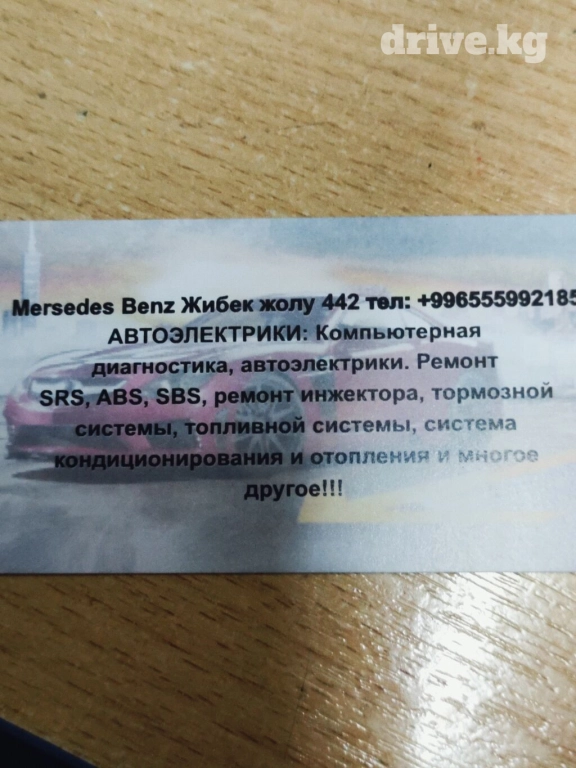 drive.kg
Mersedes Benz Жибек жолу 442 тел: +996555992185
АВТОЭЛЕКТРИКИ: Компьютерная
диагностика, автоэлектрики. Ремонт
SRS, ABS, SBS, ремонт инжектора, тормозной
системы, топливной системы, система
кондиционирования и отопления и многое
другое!!!